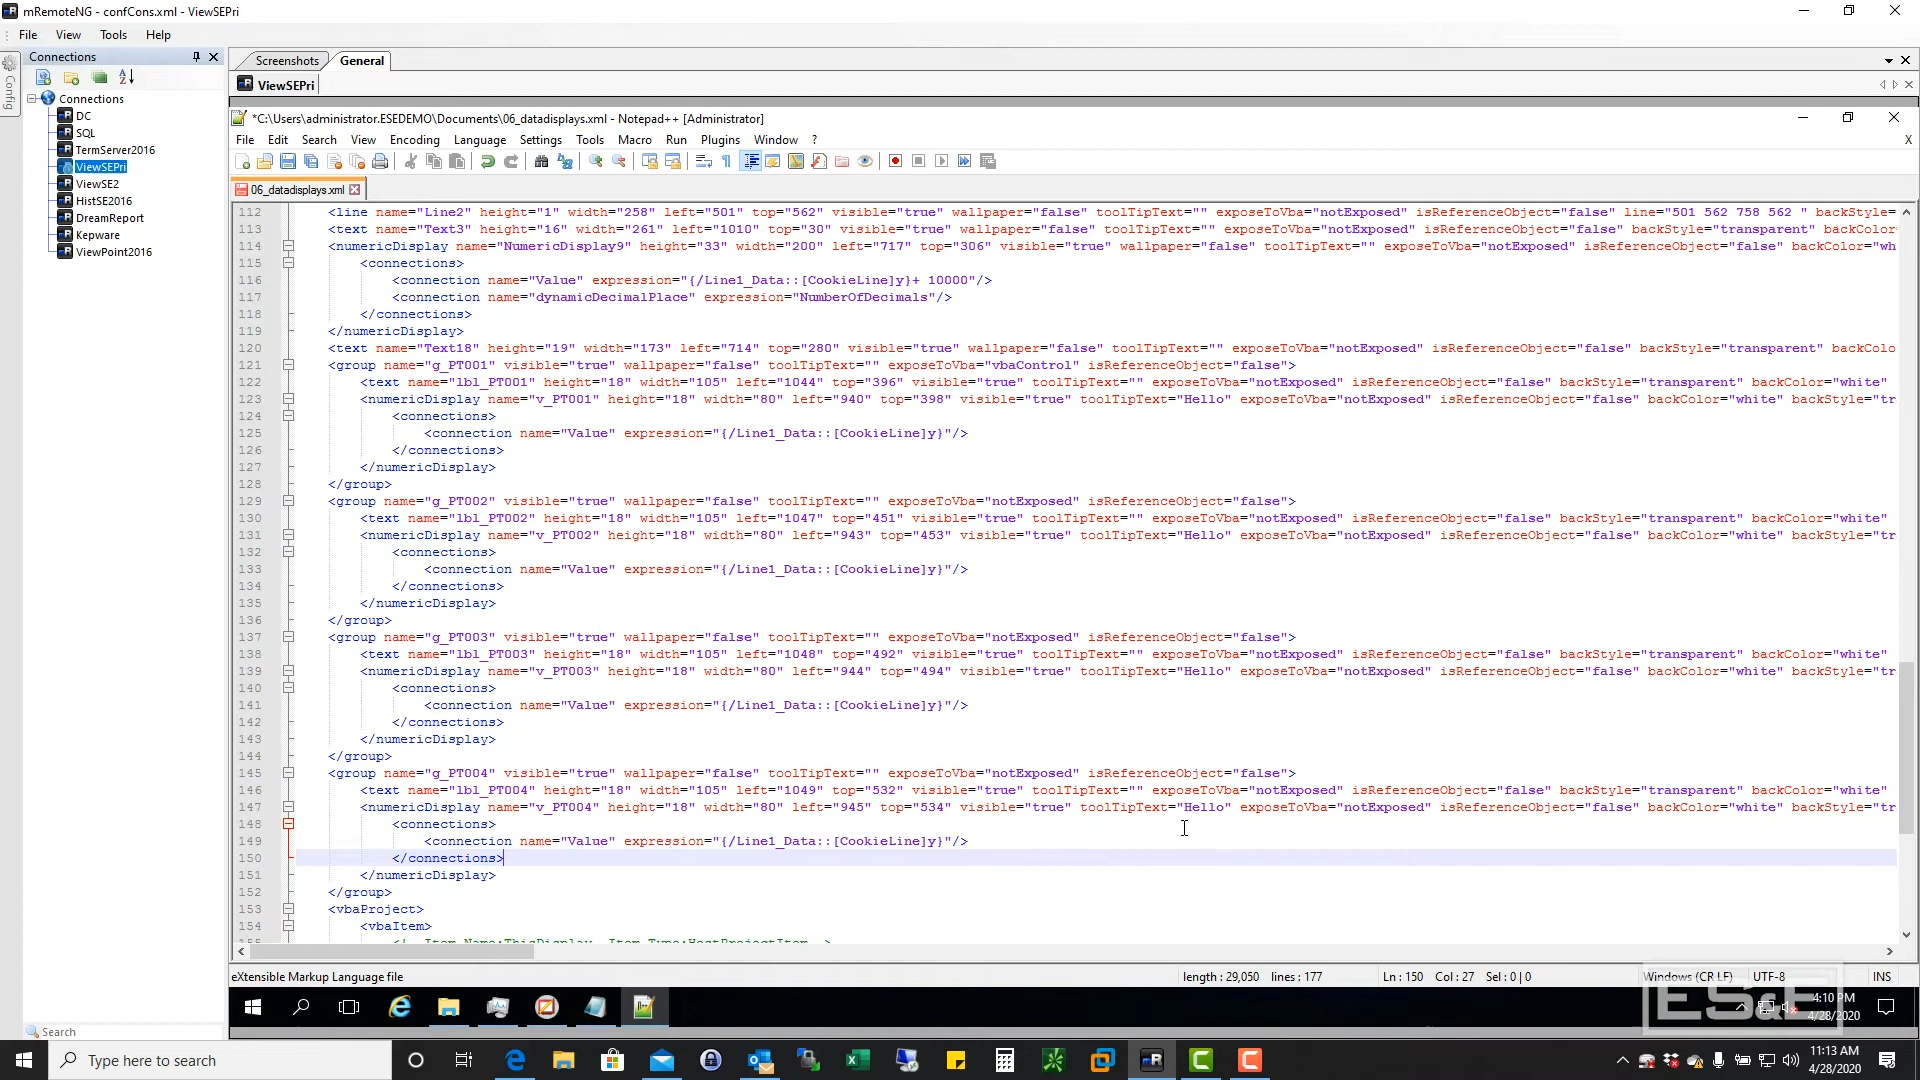 mRemoteNG - confCons.xml - ViewSEPri
File View Tools Help
Connections
Config
Connections
DC
SQL
TermServer2016
ViewSEPri
ViewSE2
HistSE2016
DreamReport
Kepware
ViewPoint2016
Search
Screenshots General
ViewSEPri
*C:\Users\administrator.ESEDEMO\Documents\06_datadisplays.xml - Notepad++ [Administrator]
File Edit Search View Encoding Language Settings Tools Macro Run Plugins Window ? X
06_datadisplays.xml
112 <line name="Line2" height="1" width="258" left="501" top="562" visible="true" wallpaper="false" toolTipText="" exposeToVba="notExposed" isReferenceObject="false" line="501 562 758 562 " backStyle=
113 <text name="Text3" height="16" width="261" left="1010" top="30" visible="true" wallpaper="false" toolTipText="" exposeToVba="notExposed" isReferenceObject="false" backStyle="transparent" backColor
114 <numericDisplay name="NumericDisplay9" height="33" width="200" left="717" top="306" visible="true" wallpaper="false" toolTipText="" exposeToVba="notExposed" isReferenceObject="false" backColor="wh
115 <connections>
116 <connection name="Value" expression="{/Line1_Data::[CookieLine]y}+ 10000"/>
117 <connection name="dynamicDecimalPlace" expression="NumberOfDecimals"/>
118 </connections>
119 </numericDisplay>
120 <text name="Text18" height="19" width="173" left="714" top="280" visible="true" wallpaper="false" toolTipText="" exposeToVba="notExposed" isReferenceObject="false" backStyle="transparent" backColo
121 <group name="g_PT001" visible="true" wallpaper="false" toolTipText="" exposeToVba="vbaControl" isReferenceObject="false">
122 <text name="lbl_PT001" height="18" width="105" left="1044" top="396" visible="true" toolTipText="" exposeToVba="notExposed" isReferenceObject="false" backStyle="transparent" backColor="white"
123 <numericDisplay name="v_PT001" height="18" width="80" left="940" top="398" visible="true" toolTipText="Hello" exposeToVba="notExposed" isReferenceObject="false" backColor="white" backStyle="tr
124 <connections>
125 <connection name="Value" expression="{/Line1_Data::[CookieLine]y}"/>
126 </connections>
127 </numericDisplay>
128 </group>
129 <group name="g_PT002" visible="true" wallpaper="false" toolTipText="" exposeToVba="notExposed" isReferenceObject="false">
130 <text name="lbl_PT002" height="18" width="105" left="1047" top="451" visible="true" toolTipText="" exposeToVba="notExposed" isReferenceObject="false" backStyle="transparent" backColor="white"
131 <numericDisplay name="v_PT002" height="18" width="80" left="943" top="453" visible="true" toolTipText="Hello" exposeToVba="notExposed" isReferenceObject="false" backColor="white" backStyle="tr
132 <connections>
133 <connection name="Value" expression="{/Line1_Data::[CookieLine]y}"/>
134 </connections>
135 </numericDisplay>
136 </group>
137 <group name="g_PT003" visible="true" wallpaper="false" toolTipText="" exposeToVba="notExposed" isReferenceObject="false">
138 <text name="lbl_PT003" height="18" width="105" left="1048" top="492" visible="true" toolTipText="" exposeToVba="notExposed" isReferenceObject="false" backStyle="transparent" backColor="white"
139 <numericDisplay name="v_PT003" height="18" width="80" left="944" top="494" visible="true" toolTipText="Hello" exposeToVba="notExposed" isReferenceObject="false" backColor="white" backStyle="tr
140 <connections>
141 <connection name="Value" expression="{/Line1_Data::[CookieLine]y}"/>
142 </connections>
143 </numericDisplay>
144 </group>
145 <group name="g_PT004" visible="true" wallpaper="false" toolTipText="" exposeToVba="notExposed" isReferenceObject="false">
146 <text name="lbl_PT004" height="18" width="105" left="1049" top="532" visible="true" toolTipText="" exposeToVba="notExposed" isReferenceObject="false" backStyle="transparent" backColor="white"
147 <numericDisplay name="v_PT004" height="18" width="80" left="945" top="534" visible="true" toolTipText="Hello" exposeToVba="notExposed" isReferenceObject="false" backColor="white" backStyle="tr
148 <connections>
149 <connection name="Value" expression="{/Line1_Data::[CookieLine]y}"/>
150 </connections>
151 </numericDisplay>
152 </group>
153 <vbaProject>
154 <vbaItem>
155 <!--Item Name:ThisDisplay, Item Type:HostProjectItem-->
eXtensible Markup Language file length : 29,050 lines : 177 Ln : 150 Col : 27 Sel : 0 | 0 Windows (CR LF) UTF-8 INS
ES&E
4:10 PM
4/28/2020
Type here to search
11:13 AM
4/28/2020